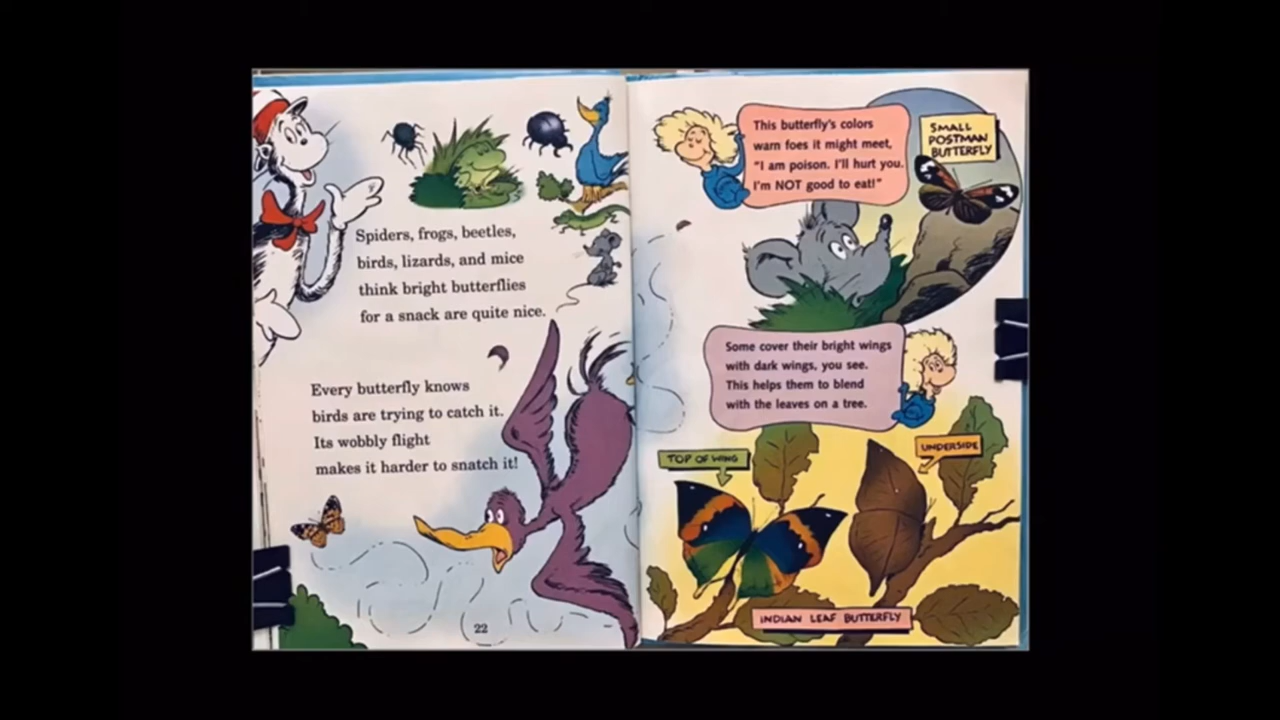 Spiders, frogs, beetles,
birds, lizards, and mice
think bright butterflies
for a snack are quite nice.
Every butterfly knows
birds are trying to catch it.
Its wobbly flight
makes it harder to snatch it!
22
This butterfly's colors
warn foes it might meet,
"I am poison. I'll hurt you.
I'm NOT good to eat!"
SMALL
POSTMAN
BUTTERFLY
Some cover their bright wings
with dark wings, you see.
This helps them to blend
with the leaves on a tree.
TOP OF WING
UNDERSIDE
INDIAN LEAF BUTTERFLY